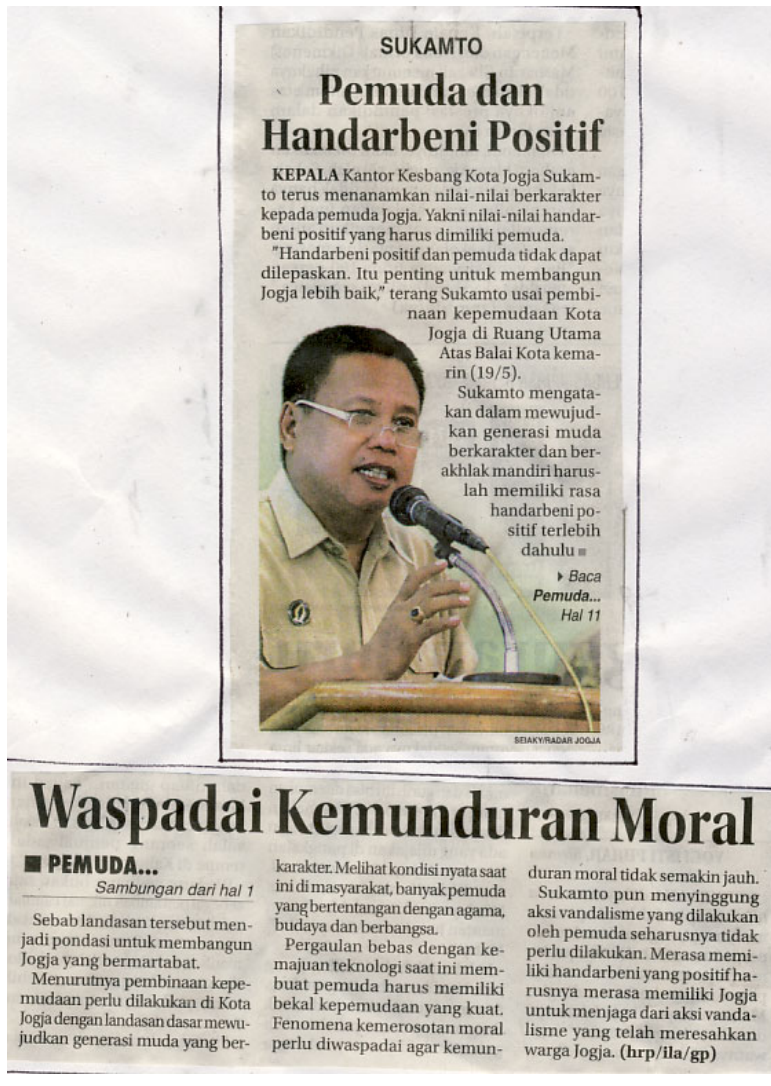 SUKAMTO
Pemuda dan
Handarbeni Positif
KEPALA Kantor Kesbang Kota Jogja Sukam-
to terus menanamkan nilai-nilai berkarakter
kepada pemuda Jogja. Yakni nilai-nilai handar-
beni positif yang harus dimiliki pemuda.
"Handarbeni positif dan pemuda tidak dapat
dilepaskan. Itu penting untuk membangun
Jogja lebih baik," terang Sukamto usai pembi-
naan kepemudaan Kota
Jogja di Ruang Utama
Atas Balai Kota kema-
rin (19/5).
Sukamto mengata-
kan dalam mewujud-
kan generasi muda
berkarakter dan ber-
akhlak mandiri harus-
lah memiliki rasa
handarbeni po-
sitif terlebih
dahulu
Baca
Pemuda...
Hal 11
SEIAKY/RADAR JOGJA
Waspadai Kemunduran Moral
PEMUDA...
Sambungan dari hal 1
Sebab landasan tersebut men-
jadi pondasi untuk membangun
Jogja yang bermartabat.
Menurutnya pembinaan kepe-
mudaan perlu dilakukan di Kota
Jogja dengan landasan dasar mewu-
judkan generasi muda yang ber-
karakter. Melihat kondisi nyata saat
ini di masyarakat, banyak pemuda
yang bertentangan dengan agama,
budaya dan berbangsa.
Pergaulan bebas dengan ke-
majuan teknologi saat ini mem-
buat pemuda harus memiliki
bekal kepemudaan yang kuat.
Fenomena kemerosotan moral
perlu diwaspadai agar kemun-
duran moral tidak semakin jauh.
Sukamto pun menyinggung
aksi vandalisme yang dilakukan
oleh pemuda seharusnya tidak
perlu dilakukan. Merasa memi-
liki handarbeni yang positif ha-
rusnya merasa memiliki Jogja
untuk menjaga dari aksi vanda-
lisme yang telah meresahkan
warga Jogja. (hrp/ila/gp)